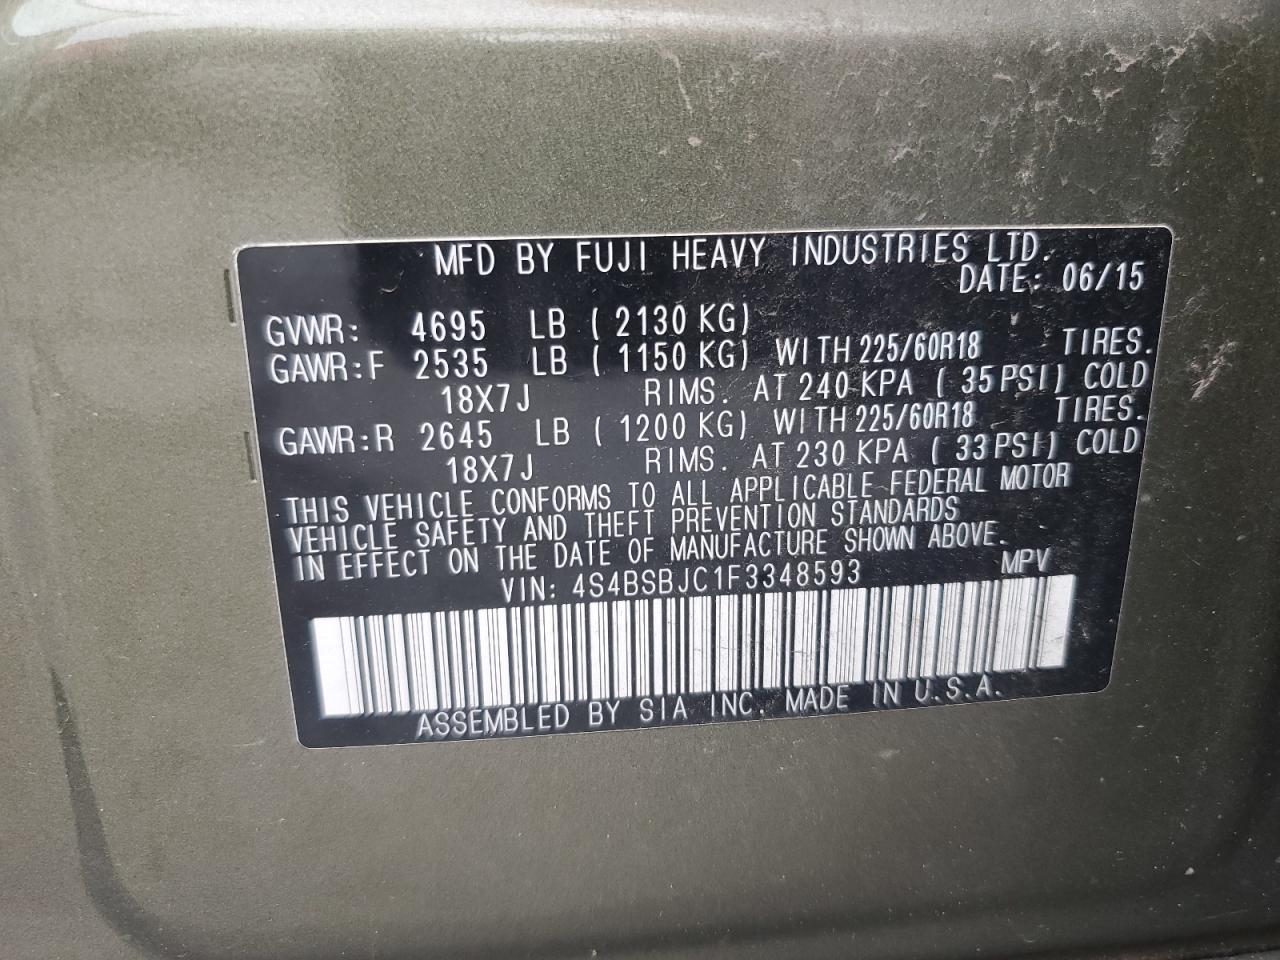 MFD BY FUJI HEAVY INDUSTRIES LTD.
DATE: 06/15
GVWR: 4695 LB ( 2130 KG)
GAWR:F 2535 LB ( 1150 KG) WITH 225/60R18 TIRES.
18X7J RIMS. AT 240 KPA ( 35 PSI) COLD
GAWR:R 2645 LB ( 1200 KG) WITH 225/60R18 TIRES.
18X7J RIMS. AT 230 KPA ( 33 PSI) COLD
THIS VEHICLE CONFORMS TO ALL APPLICABLE FEDERAL MOTOR
VEHICLE SAFETY AND THEFT PREVENTION STANDARDS
IN EFFECT ON THE DATE OF MANUFACTURE SHOWN ABOVE.
VIN: 4S4BSBJC1F3348593 MPV
ASSEMBLED BY SIA INC. MADE IN U.S.A.